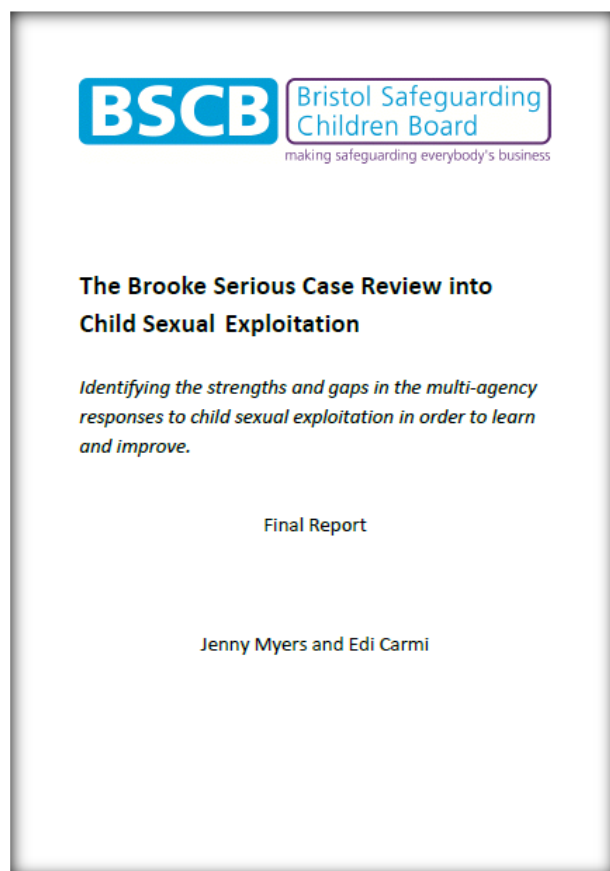 BSCB
Bristol Safeguarding
Children Board
making safeguarding everybody's business
The Brooke Serious Case Review into
Child Sexual Exploitation
Identifying the strengths and gaps in the multi-agency
responses to child sexual exploitation in order to learn
and improve.
Final Report
Jenny Myers and Edi Carmi